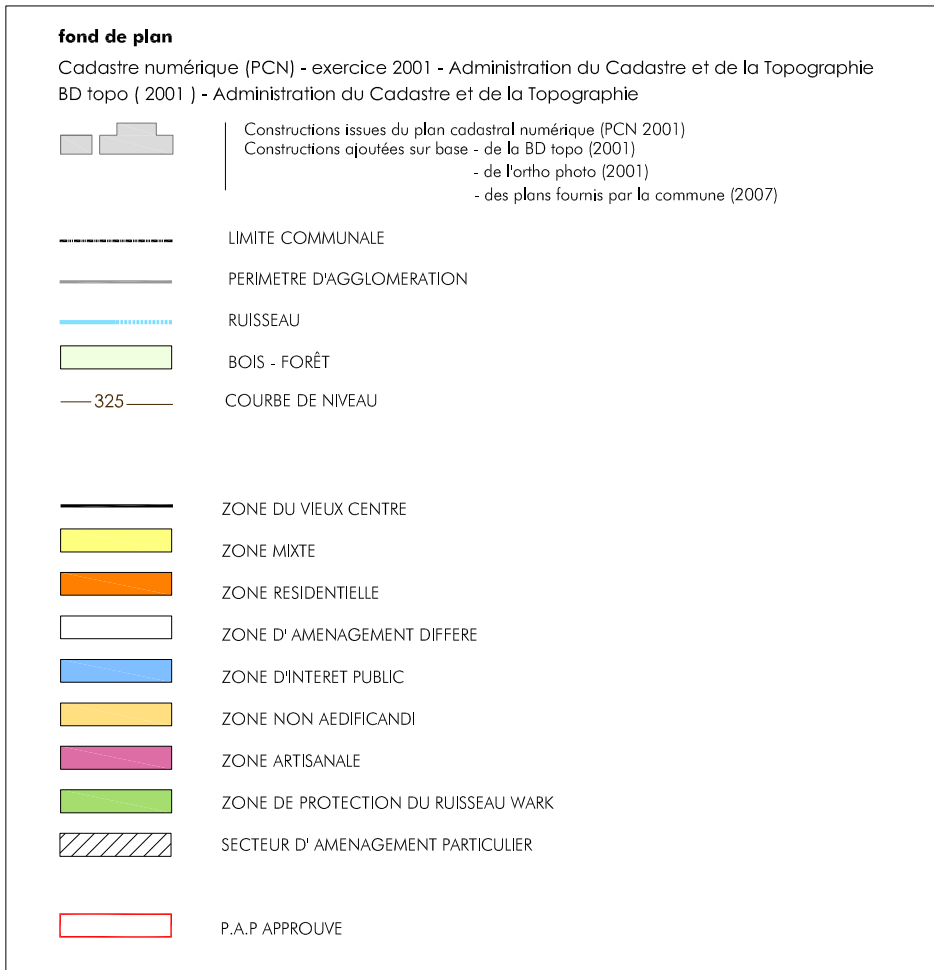 fond de plan
Cadastre numérique (PCN) - exercice 2001 - Administration du Cadastre et de la Topographie
BD topo ( 2001 ) - Administration du Cadastre et de la Topographie
Constructions issues du plan cadastral numérique (PCN 2001)
Constructions ajoutées sur base - de la BD topo (2001)
- de l'ortho photo (2001)
- des plans fournis par la commune (2007)
LIMITE COMMUNALE
PERIMETRE D'AGGLOMERATION
RUISSEAU
BOIS - FORÊT
325 COURBE DE NIVEAU
ZONE DU VIEUX CENTRE
ZONE MIXTE
ZONE RESIDENTIELLE
ZONE D' AMENAGEMENT DIFFERE
ZONE D'INTERET PUBLIC
ZONE NON AEDIFICANDI
ZONE ARTISANALE
ZONE DE PROTECTION DU RUISSEAU WARK
SECTEUR D' AMENAGEMENT PARTICULIER
P.A.P APPROUVE